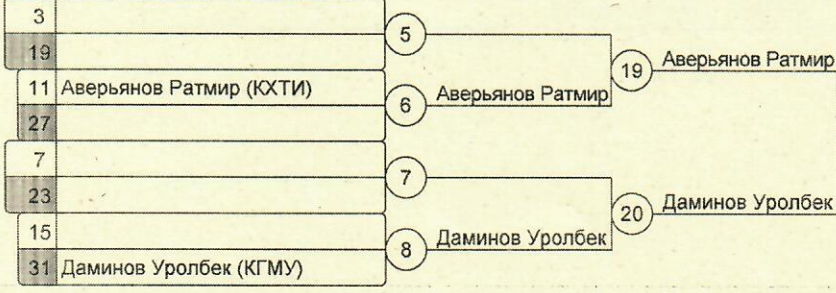 3
5
19
19 Аверьянов Ратмир
11 Аверьянов Ратмир (КХТИ)
6 Аверьянов Ратмир
27
7
7
23
20 Даминов Уролбек
15
8 Даминов Уролбек
31 Даминов Уролбек (КГМУ)